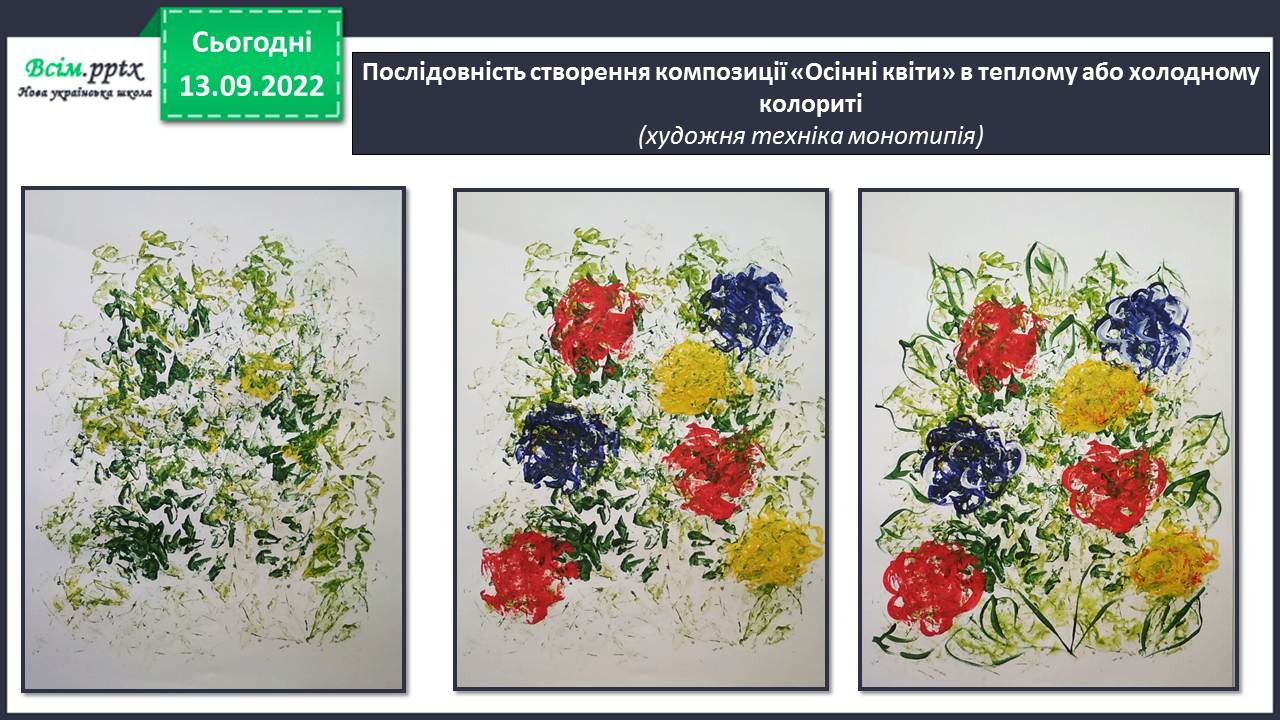 Всім.pptx
Нова українська школа
Сьогодні
13.09.2022
Послідовність створення композиції «Осінні квіти» в теплому або холодному
колориті
(художня техніка монотипія)